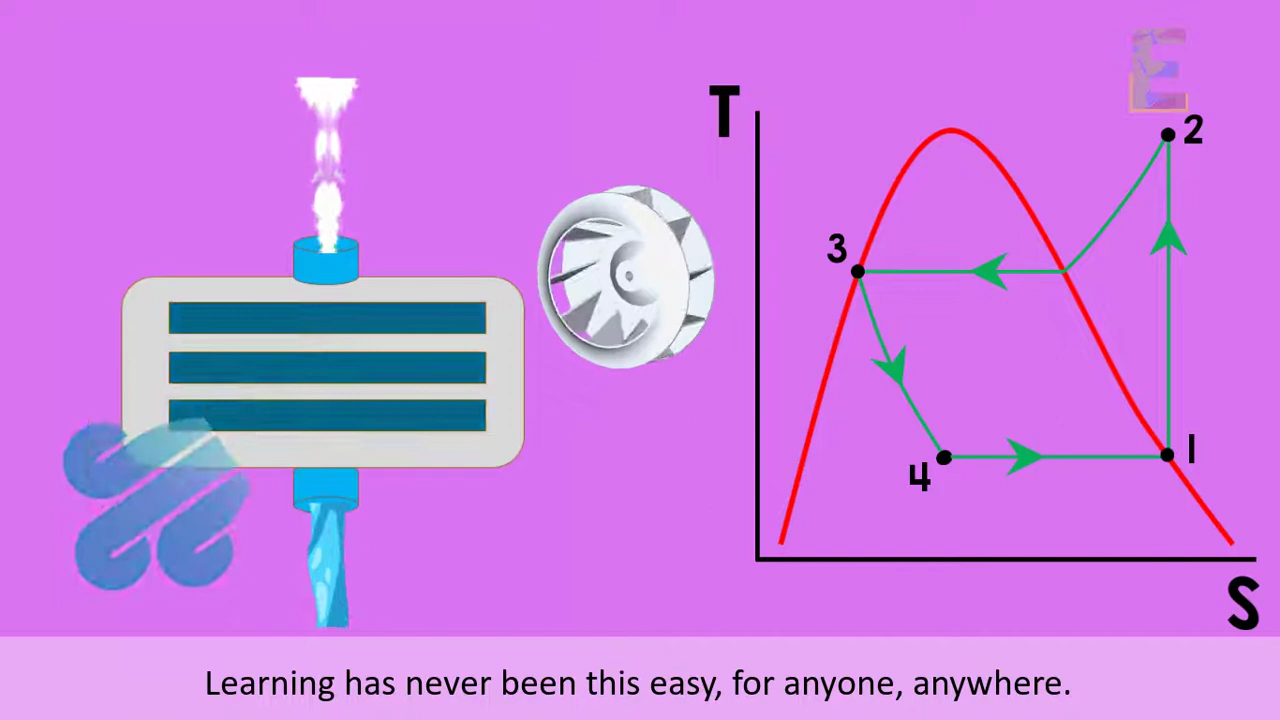 E
T
2
3
1
4
S
Learning has never been this easy, for anyone, anywhere.